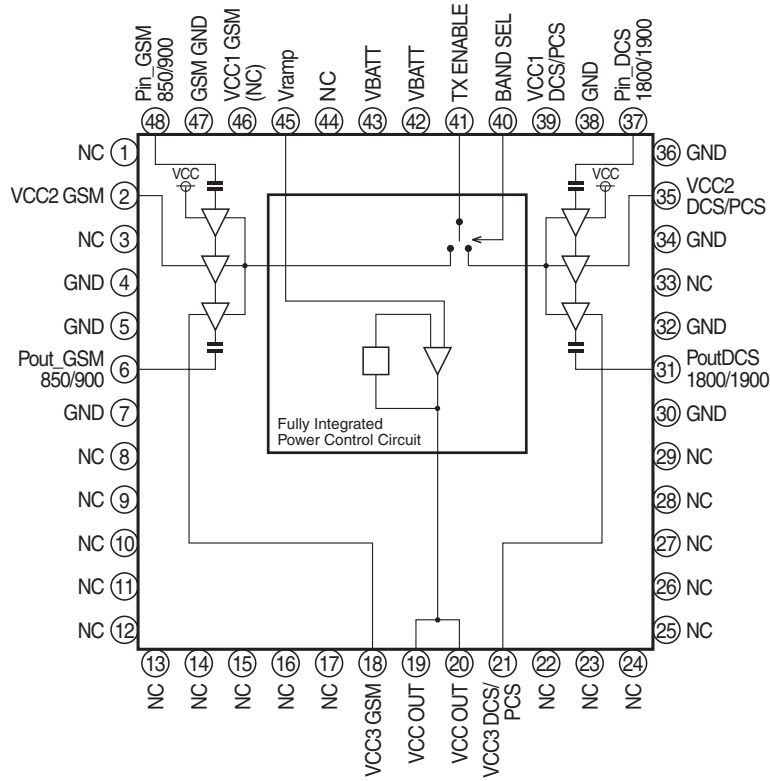 Pin_GSM
850/900
GSM GND
VCC1 GSM
(NC)
Vramp
NC
VBATT
VBATT
TX ENABLE
BAND SEL
VCC1
DCS/PCS
GND
Pin_DCS
1800/1900
48
47
46
45
44
43
42
41
40
39
38
37
NC 1
VCC2 GSM 2
NC 3
GND 4
GND 5
Pout_GSM
850/900 6
GND 7
NC 8
NC 9
NC 10
NC 11
NC 12
VCC
VCC
Fully Integrated
Power Control Circuit
36 GND
35 VCC2
DCS/PCS
34 GND
33 NC
32 GND
31 PoutDCS
1800/1900
30 GND
29 NC
28 NC
27 NC
26 NC
25 NC
13
14
15
16
17
18
19
20
21
22
23
24
NC
NC
NC
NC
NC
VCC3 GSM
VCC OUT
VCC OUT
VCC3 DCS/
PCS
NC
NC
NC